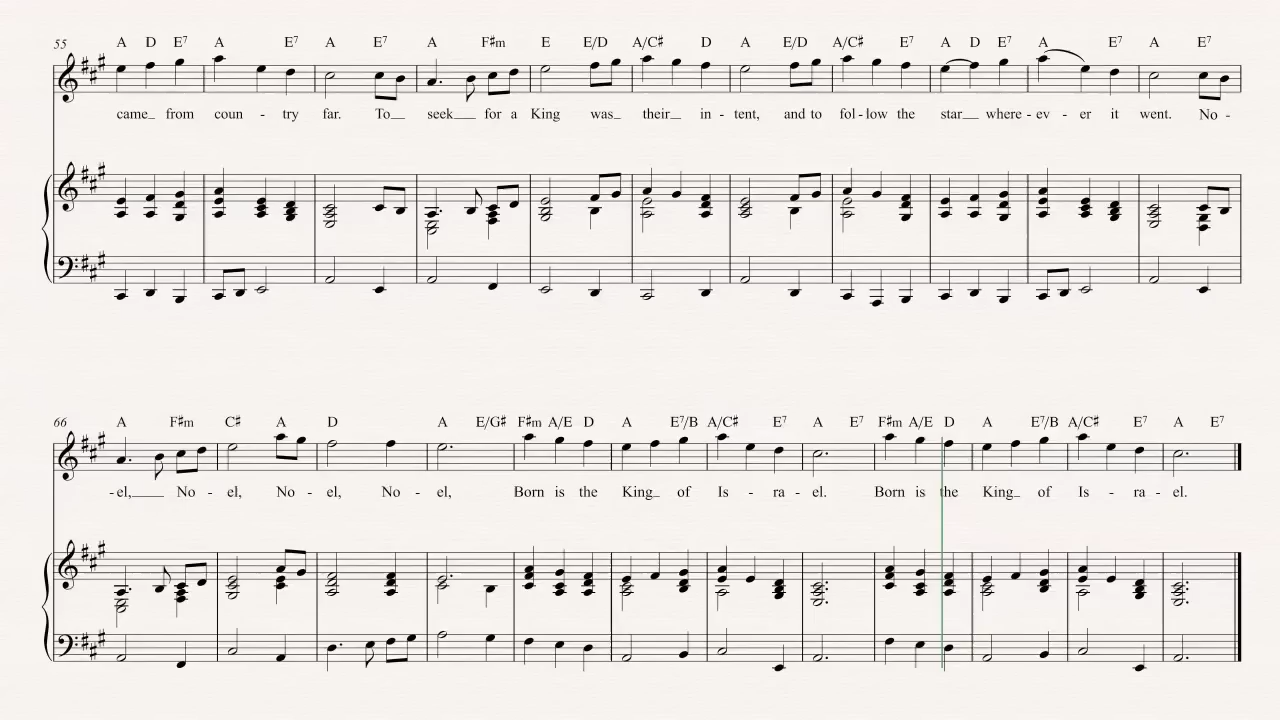 55 A D E7 A E7 A E7 A F♯m E E/D A/C♯ D A E/D A/C♯ E7 A D E7 A E7 A E7
came_ from coun - try far. To_ seek_ for a King was_ their_ in - tent, and to fol - low the star_ where - ev - er it went. No -
66 A F♯m C♯ A D A E/G♯ F♯m A/E D A E7/B A/C♯ E7 A E7 F♯m A/E D A E7/B A/C♯ E7 A E7
- el,_ No - el, No - el, No - el, Born is the King_ of Is - ra - el. Born is the King_ of Is - ra - el.